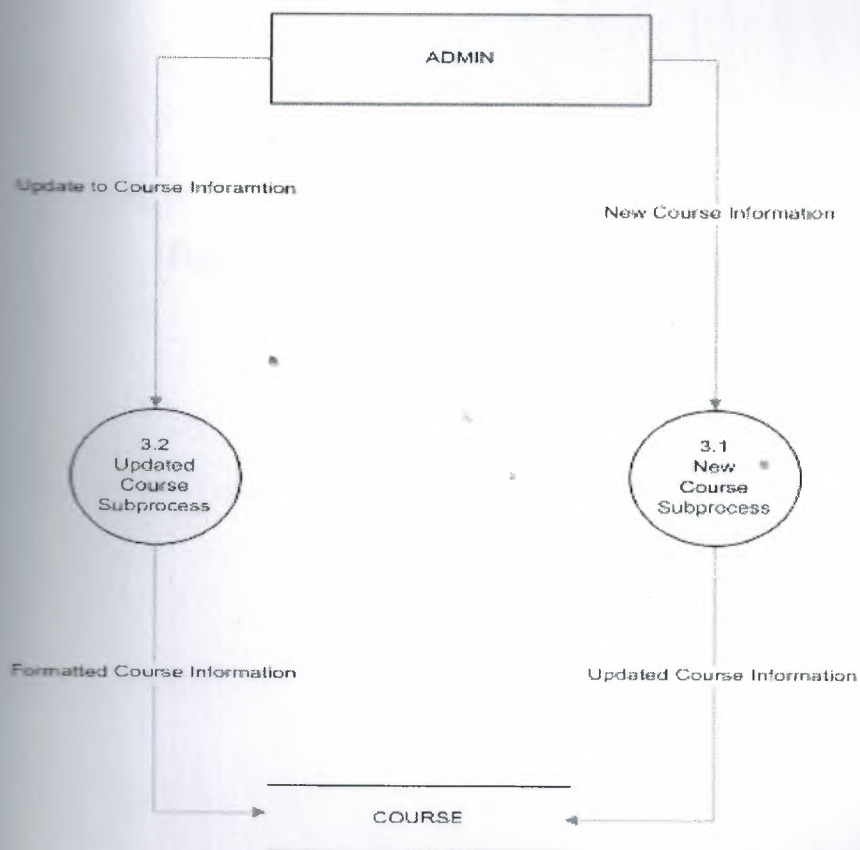 ADMIN
Update to Course Inforamtion
New Course Information
3.2
Updated
Course
Subprocess
3.1
New
Course
Subprocess
Formatted Course Information
Updated Course Information
COURSE